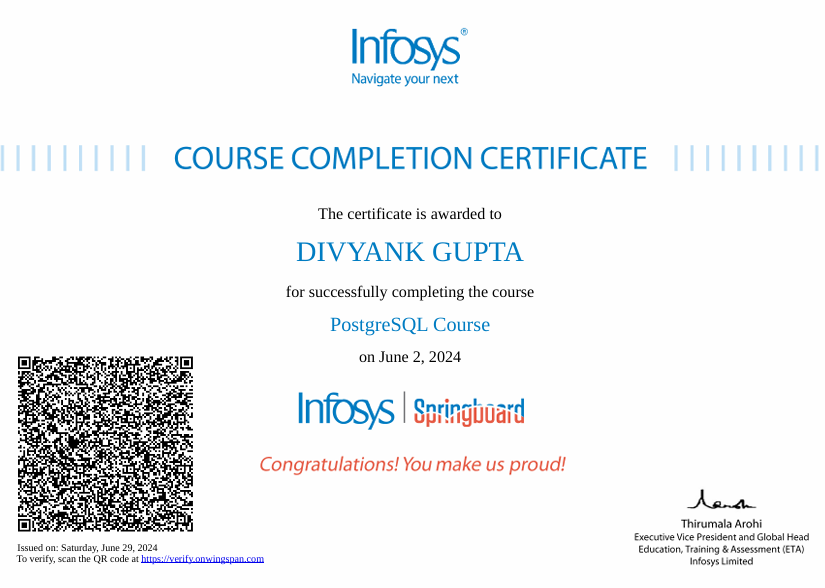 Infosys®
Navigate your next
COURSE COMPLETION CERTIFICATE
The certificate is awarded to
DIVYANK GUPTA
for successfully completing the course
PostgreSQL Course
on June 2, 2024
Infosys | Springboard
Congratulations! You make us proud!
Thirumala Arohi
Executive Vice President and Global Head
Education, Training & Assessment (ETA)
Infosys Limited
Issued on: Saturday, June 29, 2024
To verify, scan the QR code at https://verify.onwingspan.com